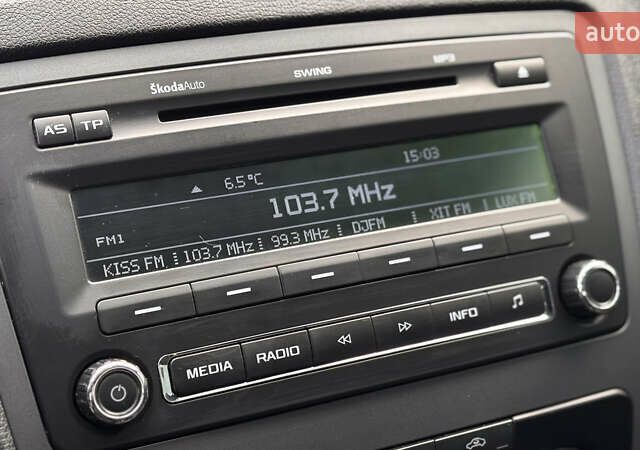 auto
ŠkodaAuto SWING MP3
AS TP
6.5°C 15:03
103.7 MHz
FM1
KISS FM 103.7 MHz 99.3 MHz DJFM XIT FM LUX FM
MEDIA RADIO INFO